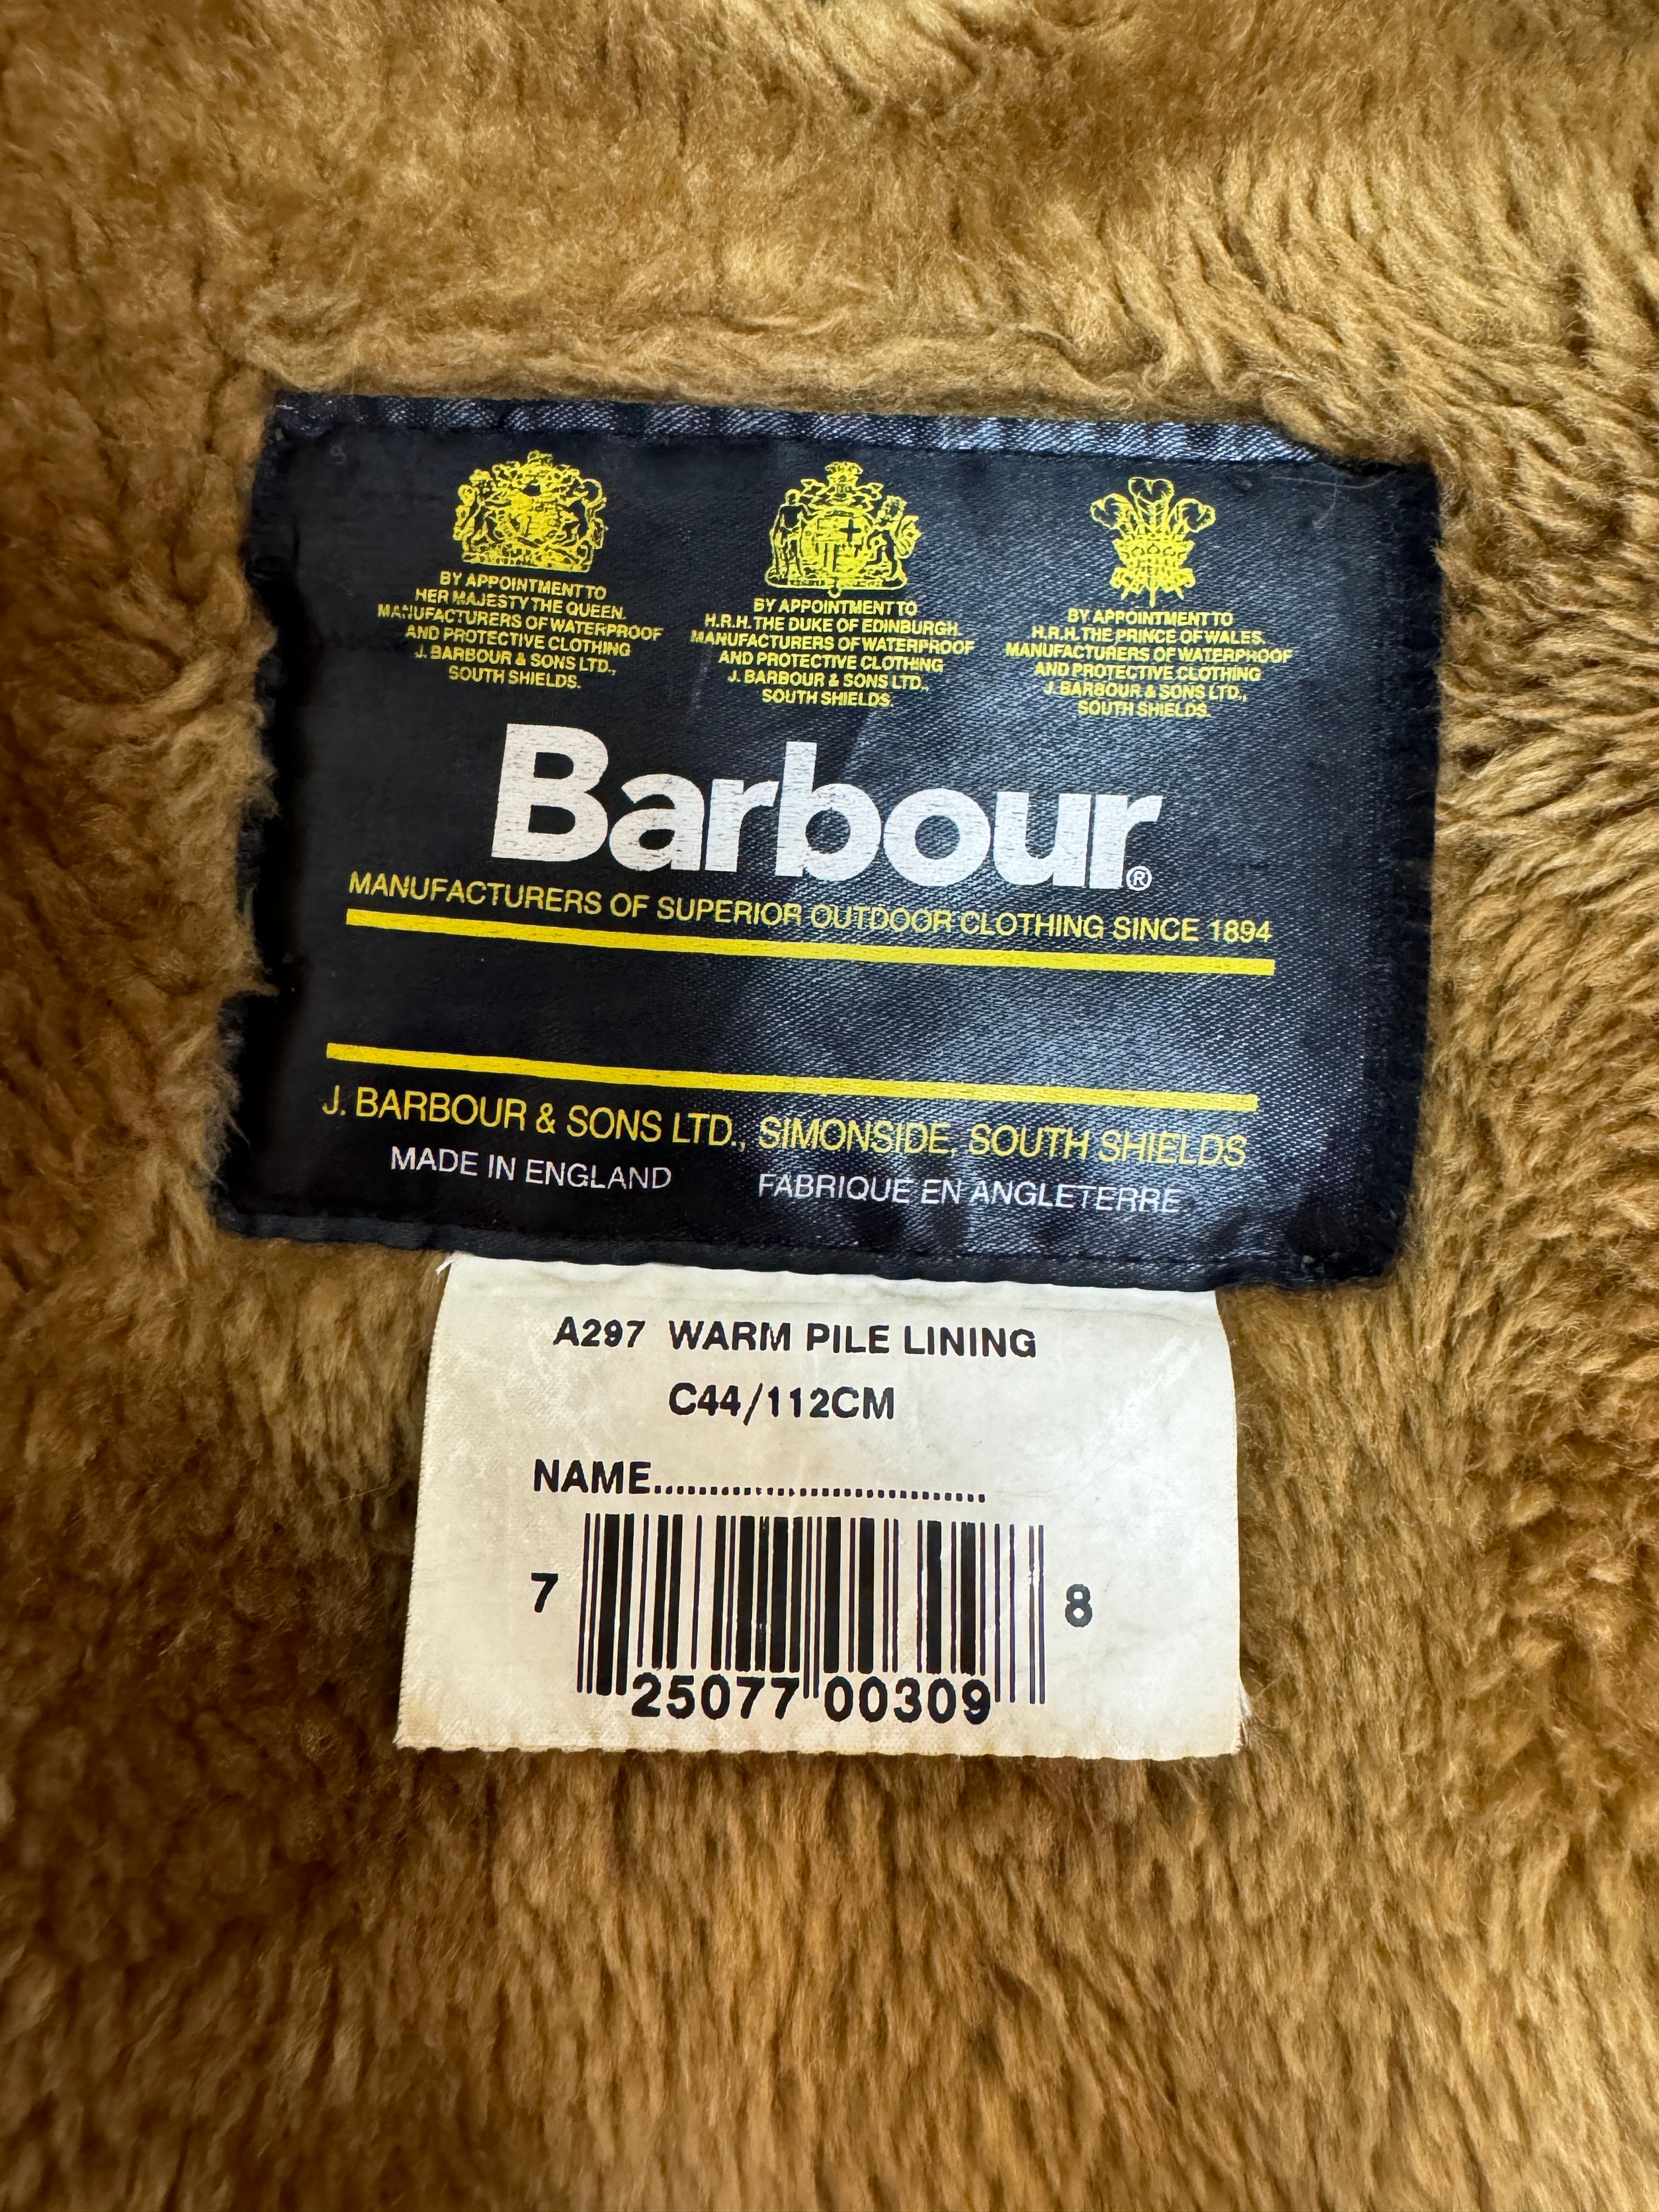 BY APPOINTMENT TO
HER MAJESTY THE QUEEN.
MANUFACTURERS OF WATERPROOF
AND PROTECTIVE CLOTHING
J. BARBOUR & SONS LTD.,
SOUTH SHIELDS.
BY APPOINTMENT TO
H.R.H. THE DUKE OF EDINBURGH.
MANUFACTURERS OF WATERPROOF
AND PROTECTIVE CLOTHING
J. BARBOUR & SONS LTD.,
SOUTH SHIELDS.
BY APPOINTMENT TO
H.R.H. THE PRINCE OF WALES.
MANUFACTURERS OF WATERPROOF
AND PROTECTIVE CLOTHING
J. BARBOUR & SONS LTD.,
SOUTH SHIELDS.
Barbour®
MANUFACTURERS OF SUPERIOR OUTDOOR CLOTHING SINCE 1894
J. BARBOUR & SONS LTD., SIMONSIDE, SOUTH SHIELDS
MADE IN ENGLAND FABRIQUE EN ANGLETERRE
A297 WARM PILE LINING
C44/112CM
NAME..............................
7 25077 00309 8